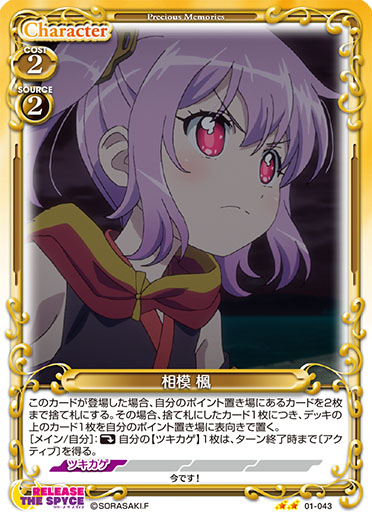 Precious Memories
Character
COST
2
SOURCE
2
相模 楓
このカードが登場した場合、自分のポイント置き場にあるカードを2枚
まで捨て札にする。その場合、捨て札にしたカード1枚につき、デッキの
上のカード1枚を自分のポイント置き場に表向きで置く。
[メイン/自分]: 自分の【ツキカゲ】1枚は、ターン終了時まで〔アク
ティブ〕を得る。
ツキカゲ
今です!
RELEASE
THE SPYCE
©SORASAKI.F
01-043